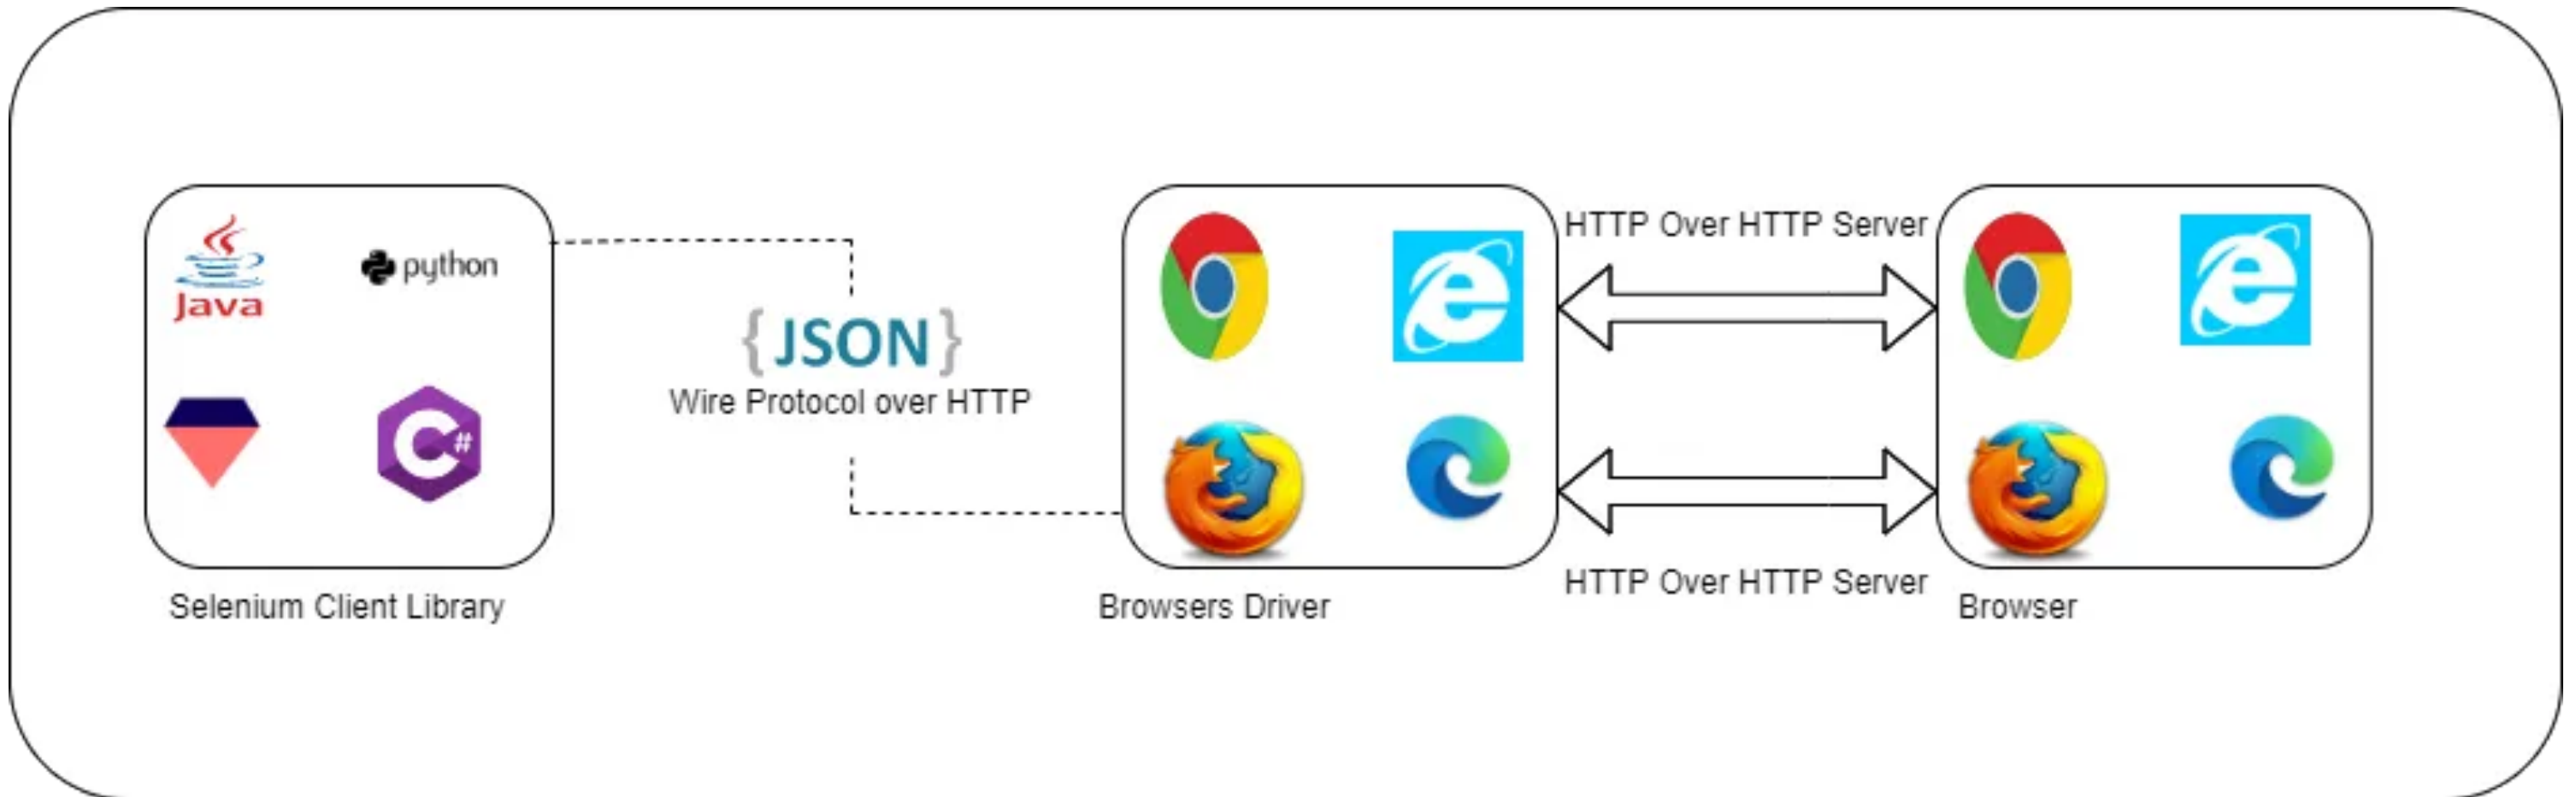 Java
python
C#
Selenium Client Library
{JSON}
Wire Protocol over HTTP
Browsers Driver
HTTP Over HTTP Server
HTTP Over HTTP Server
Browser